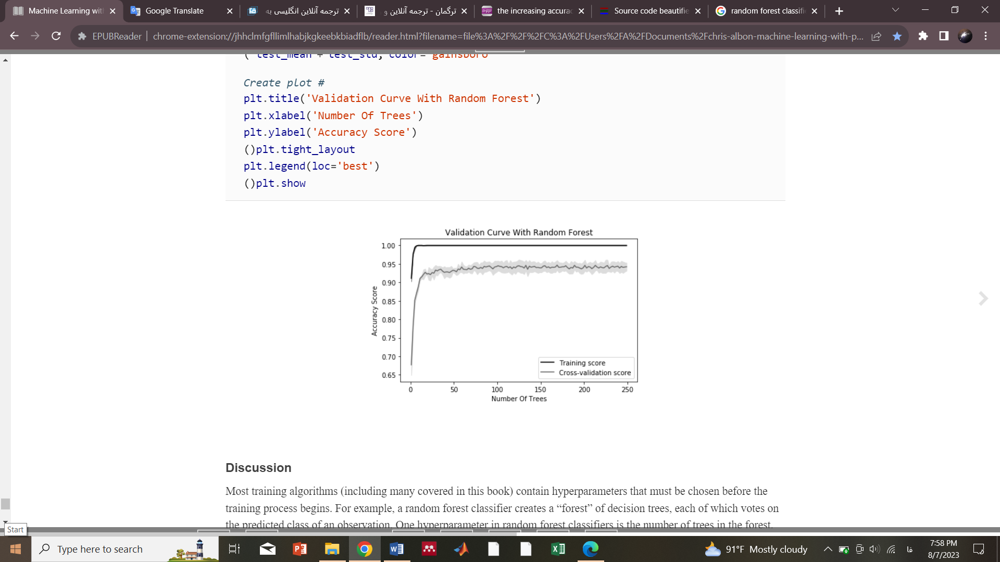 Machine Learning with
Google Translate
ترجمه آنلاین انگلیسی به
ترگمان - ترجمه آنلاین و
the increasing accurac
Source code beautifie
random forest classifi
EPUBReader
chrome-extension://jhhclmfgfllimlhabjkgkeebkbiadflb/reader.html?filename=file%3A%2F%2F%2FC%3A%2FUsers%2FA%2FDocuments%2Fchris-albon-machine-learning-with-p...
( test_mean + test_std, color= gainsboro
Create plot #
plt.title('Validation Curve With Random Forest')
plt.xlabel('Number Of Trees')
plt.ylabel('Accuracy Score')
()plt.tight_layout
plt.legend(loc='best')
()plt.show
Validation Curve With Random Forest
1.00
0.95
0.90
0.85
0.80
0.75
0.70
0.65
Accuracy Score
Training score
Cross-validation score
0 50 100 150 200 250
Number Of Trees
Discussion
Most training algorithms (including many covered in this book) contain hyperparameters that must be chosen before the
training process begins. For example, a random forest classifier creates a “forest” of decision trees, each of which votes on
the predicted class of an observation. One hyperparameter in random forest classifiers is the number of trees in the forest.
Start
Type here to search
91°F Mostly cloudy
فا
7:58 PM
8/7/2023